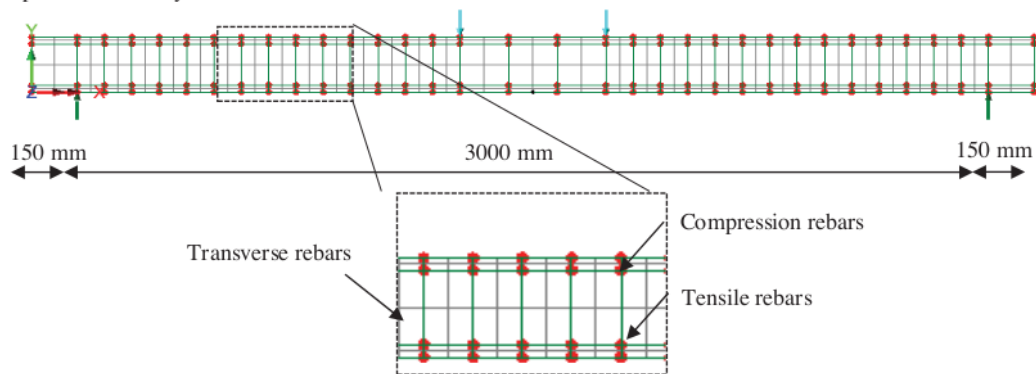 Y
Z X
150 mm 3000 mm 150 mm
Compression rebars
Transverse rebars
Tensile rebars